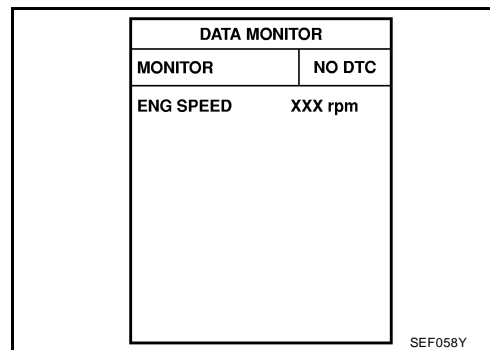 DATA MONITOR
MONITOR NO DTC
ENG SPEED XXX rpm
SEF058Y